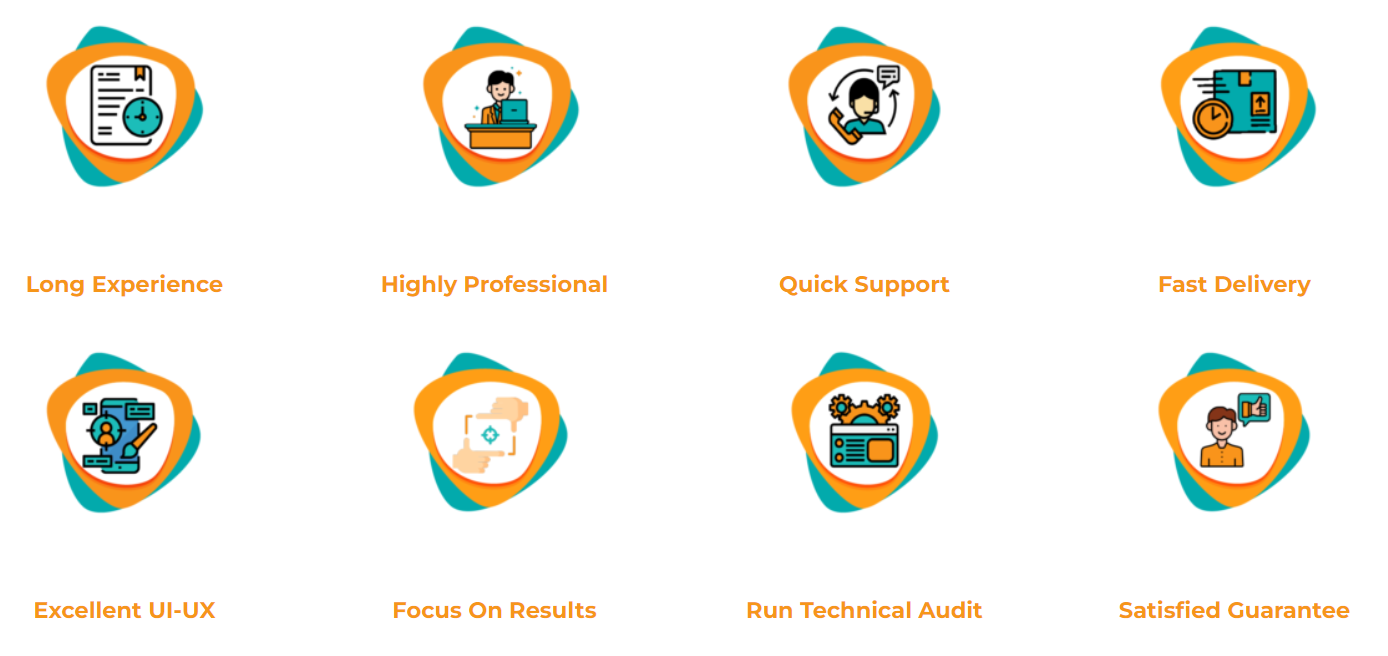 Long Experience
Highly Professional
Quick Support
Fast Delivery
Excellent UI-UX
Focus On Results
Run Technical Audit
Satisfied Guarantee